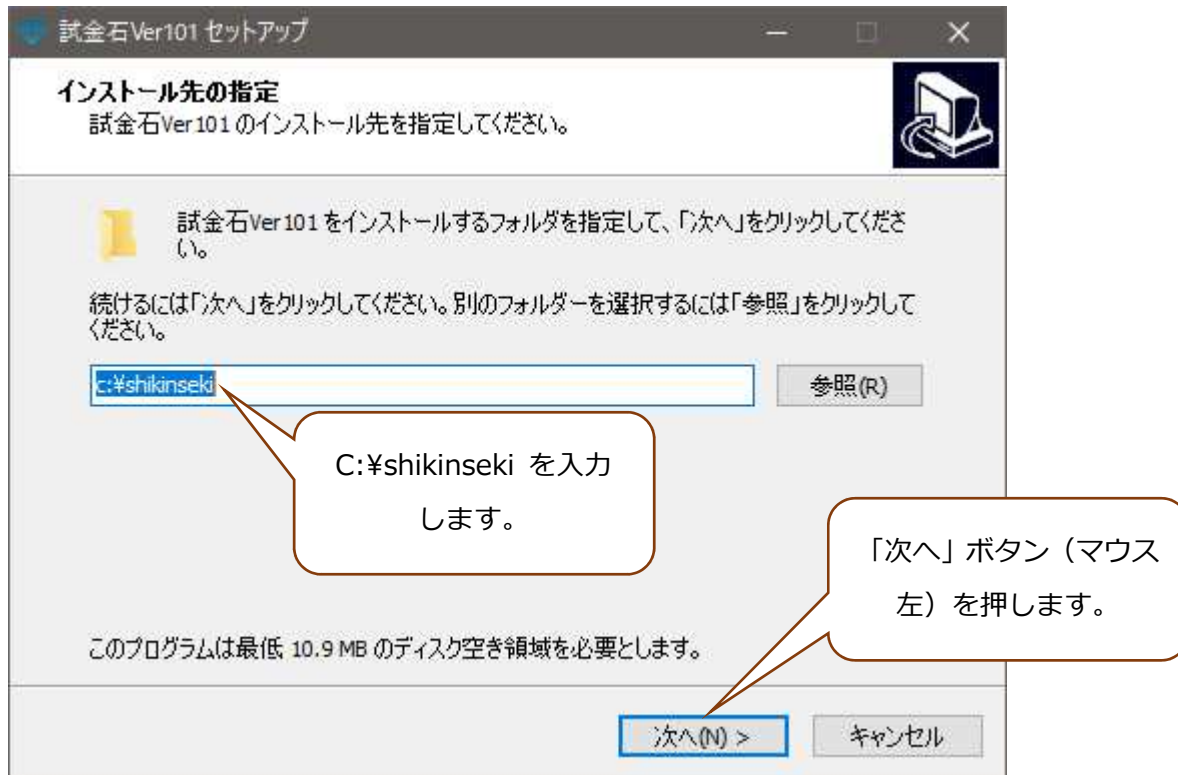 試金石Ver101 セットアップ
インストール先の指定
試金石Ver101 のインストール先を指定してください。
試金石Ver101 をインストールするフォルダを指定して、「次へ」をクリックしてくださ
い。
続けるには「次へ」をクリックしてください。別のフォルダーを選択するには「参照」をクリックして
ください。
c:¥shikinseki
参照(R)
C:¥shikinseki を入力
します。
「次へ」ボタン（マウス
左）を押します。
このプログラムは最低 10.9 MB のディスク空き領域を必要とします。
次へ(N) >
キャンセル